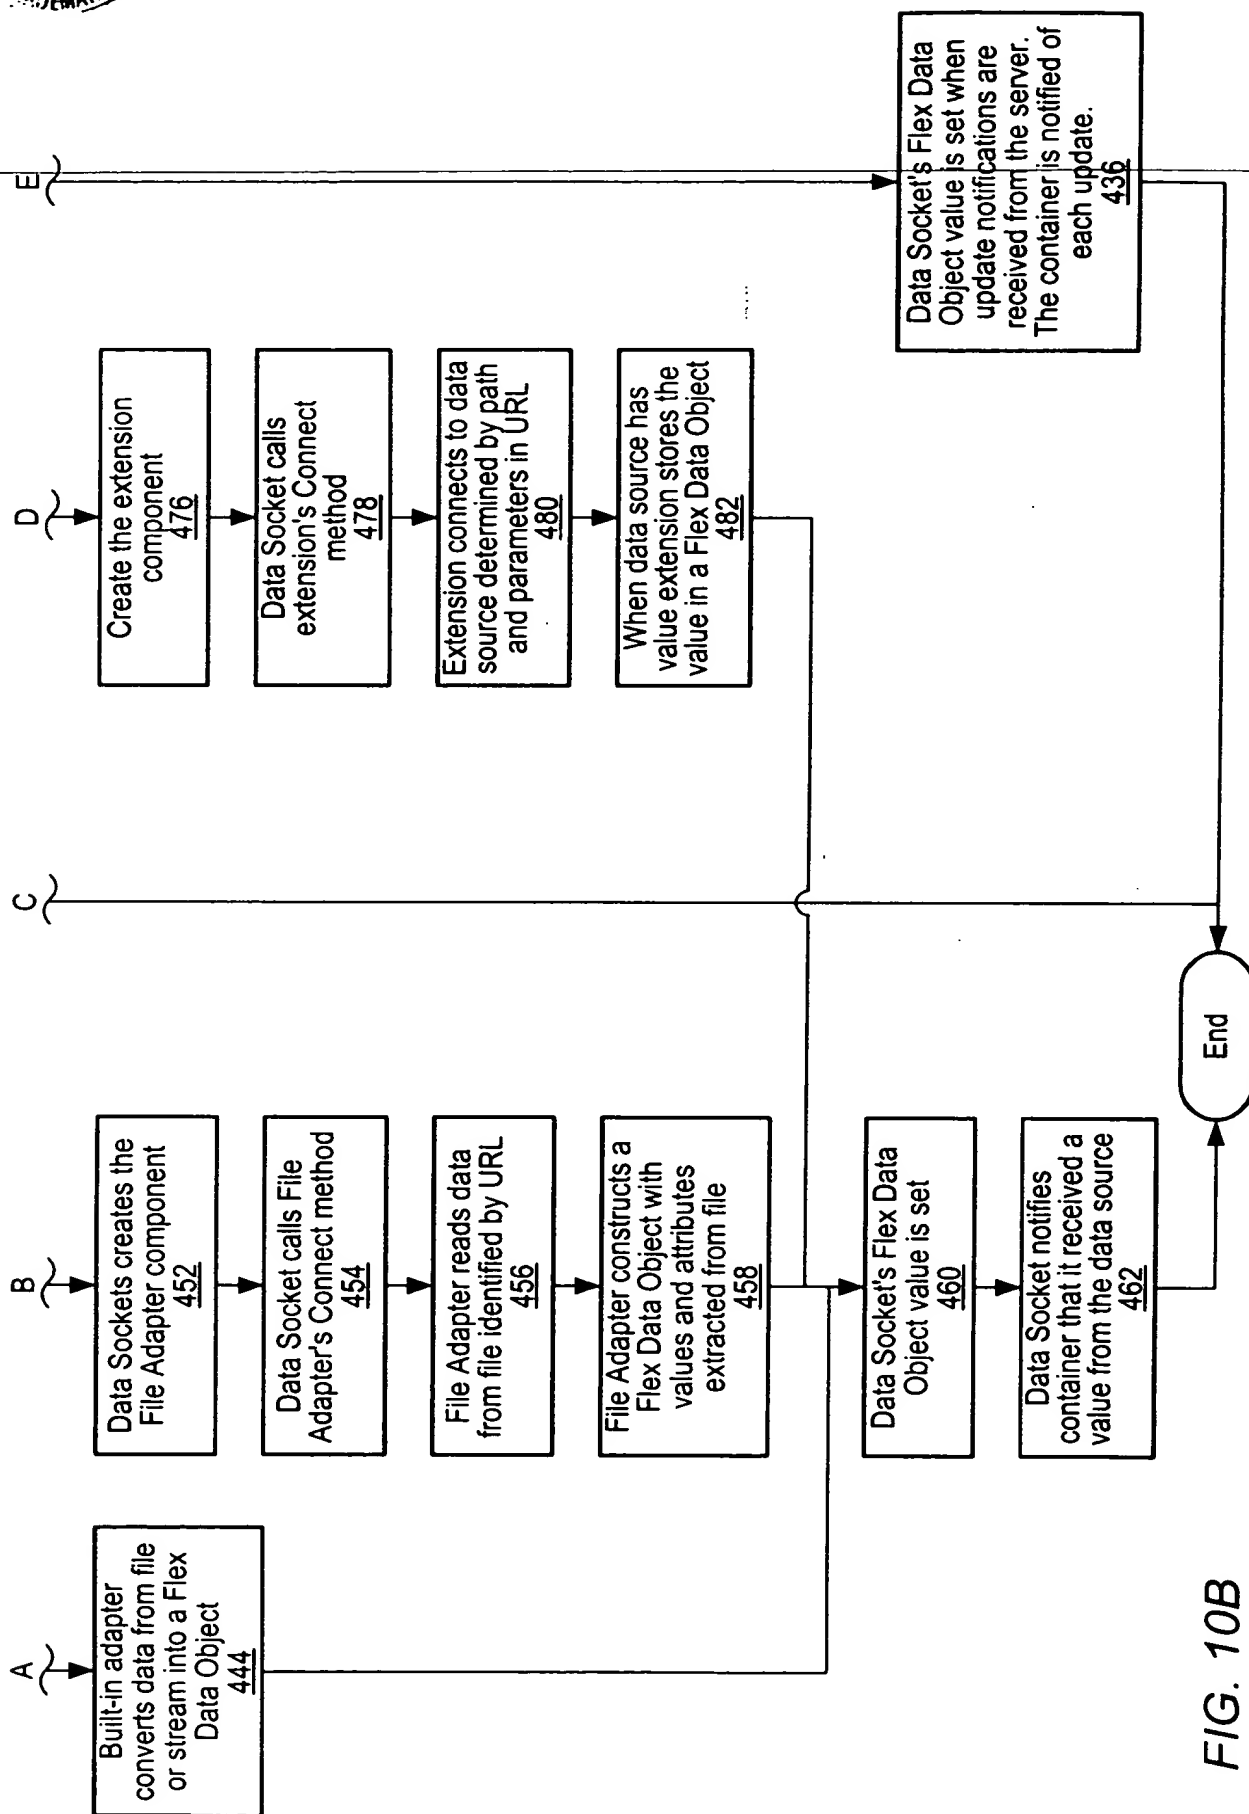 A
B
C
D
E
Built-in adapter
converts data from file
or stream into a Flex
Data Object
444
Data Sockets creates the
File Adapter component
452
Data Socket calls File
Adapter's Connect method
454
File Adapter reads data
from file identified by URL
456
File Adapter constructs a
Flex Data Object with
values and attributes
extracted from file
458
Data Socket's Flex Data
Object value is set
460
Data Socket notifies
container that it received a
value from the data source
462
Create the extension
component
476
Data Socket calls
extension's Connect
method
478
Extension connects to data
source determined by path
and parameters in URL
480
When data source has
value extension stores the
value in a Flex Data Object
482
Data Socket's Flex Data
Object value is set when
update notifications are
received from the server.
The container is notified of
each update.
436
End
FIG. 10B